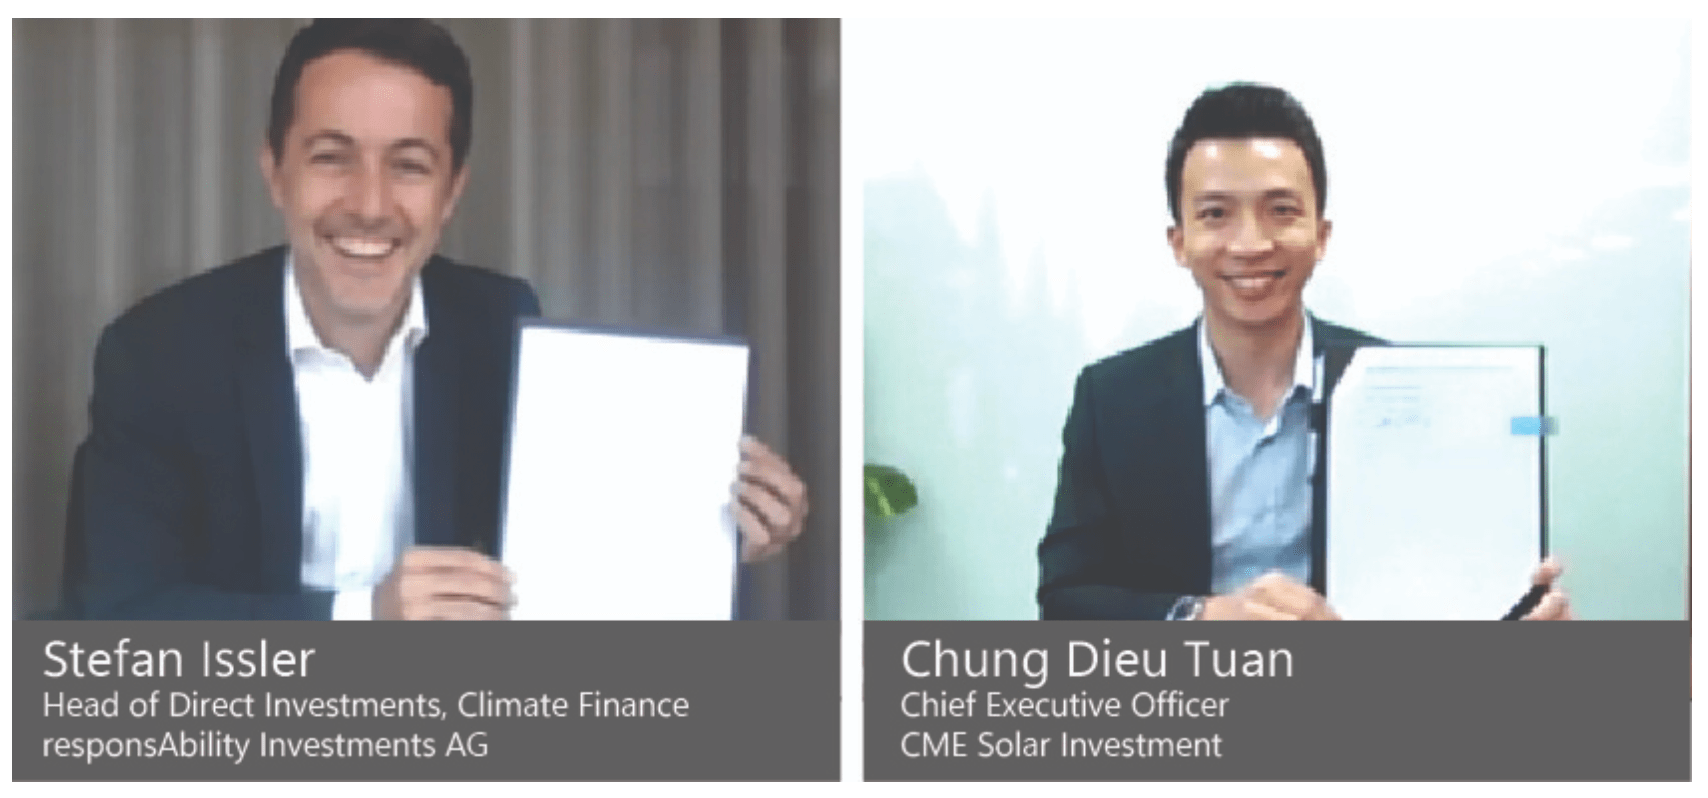 Stefan Issler
Head of Direct Investments, Climate Finance
responsAbility Investments AG
Chung Dieu Tuan
Chief Executive Officer
CME Solar Investment